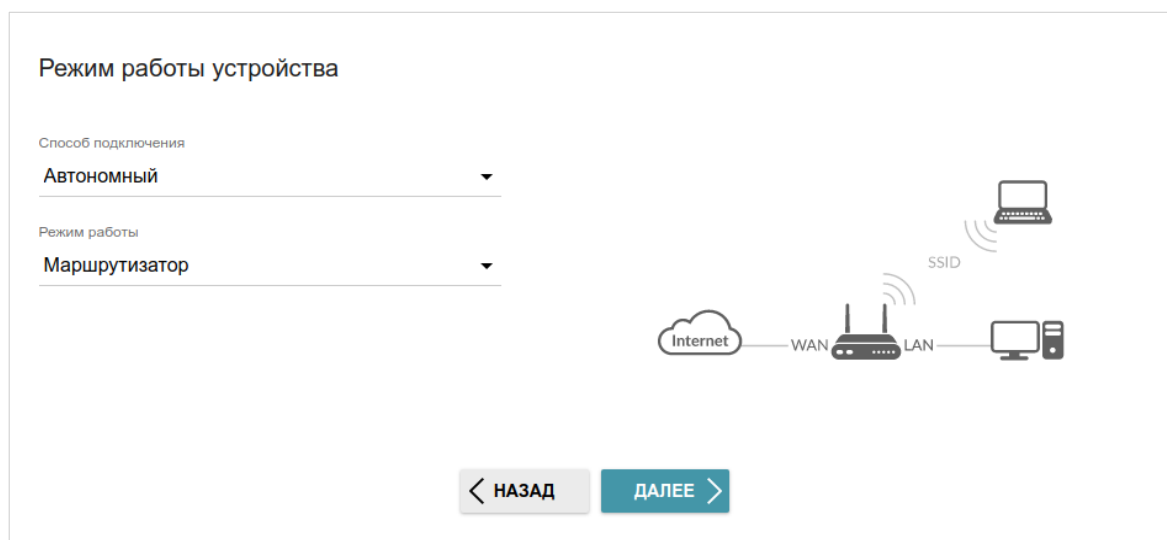 Режим работы устройства
Способ подключения
Автономный
Режим работы
Маршрутизатор
SSID
Internet
WAN
LAN
НАЗАД
ДАЛЕЕ